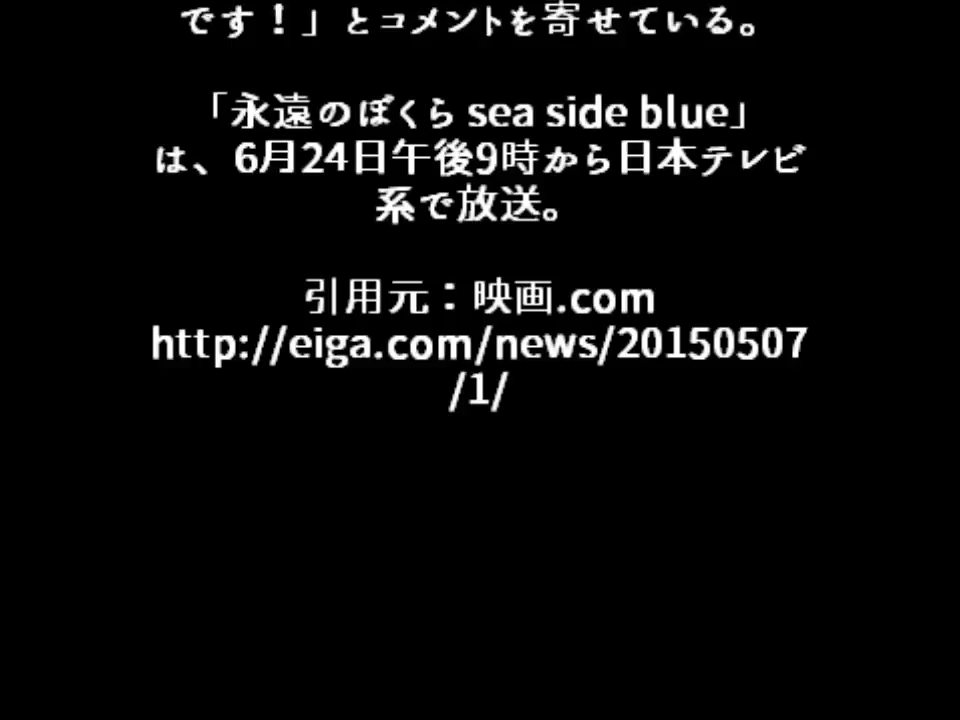 です！」とコメントを寄せている。
「永遠のぼくら sea side blue」
は、6月24日午後9時から日本テレビ
系で放送。
引用元：映画.com
http://eiga.com/news/20150507
/1/